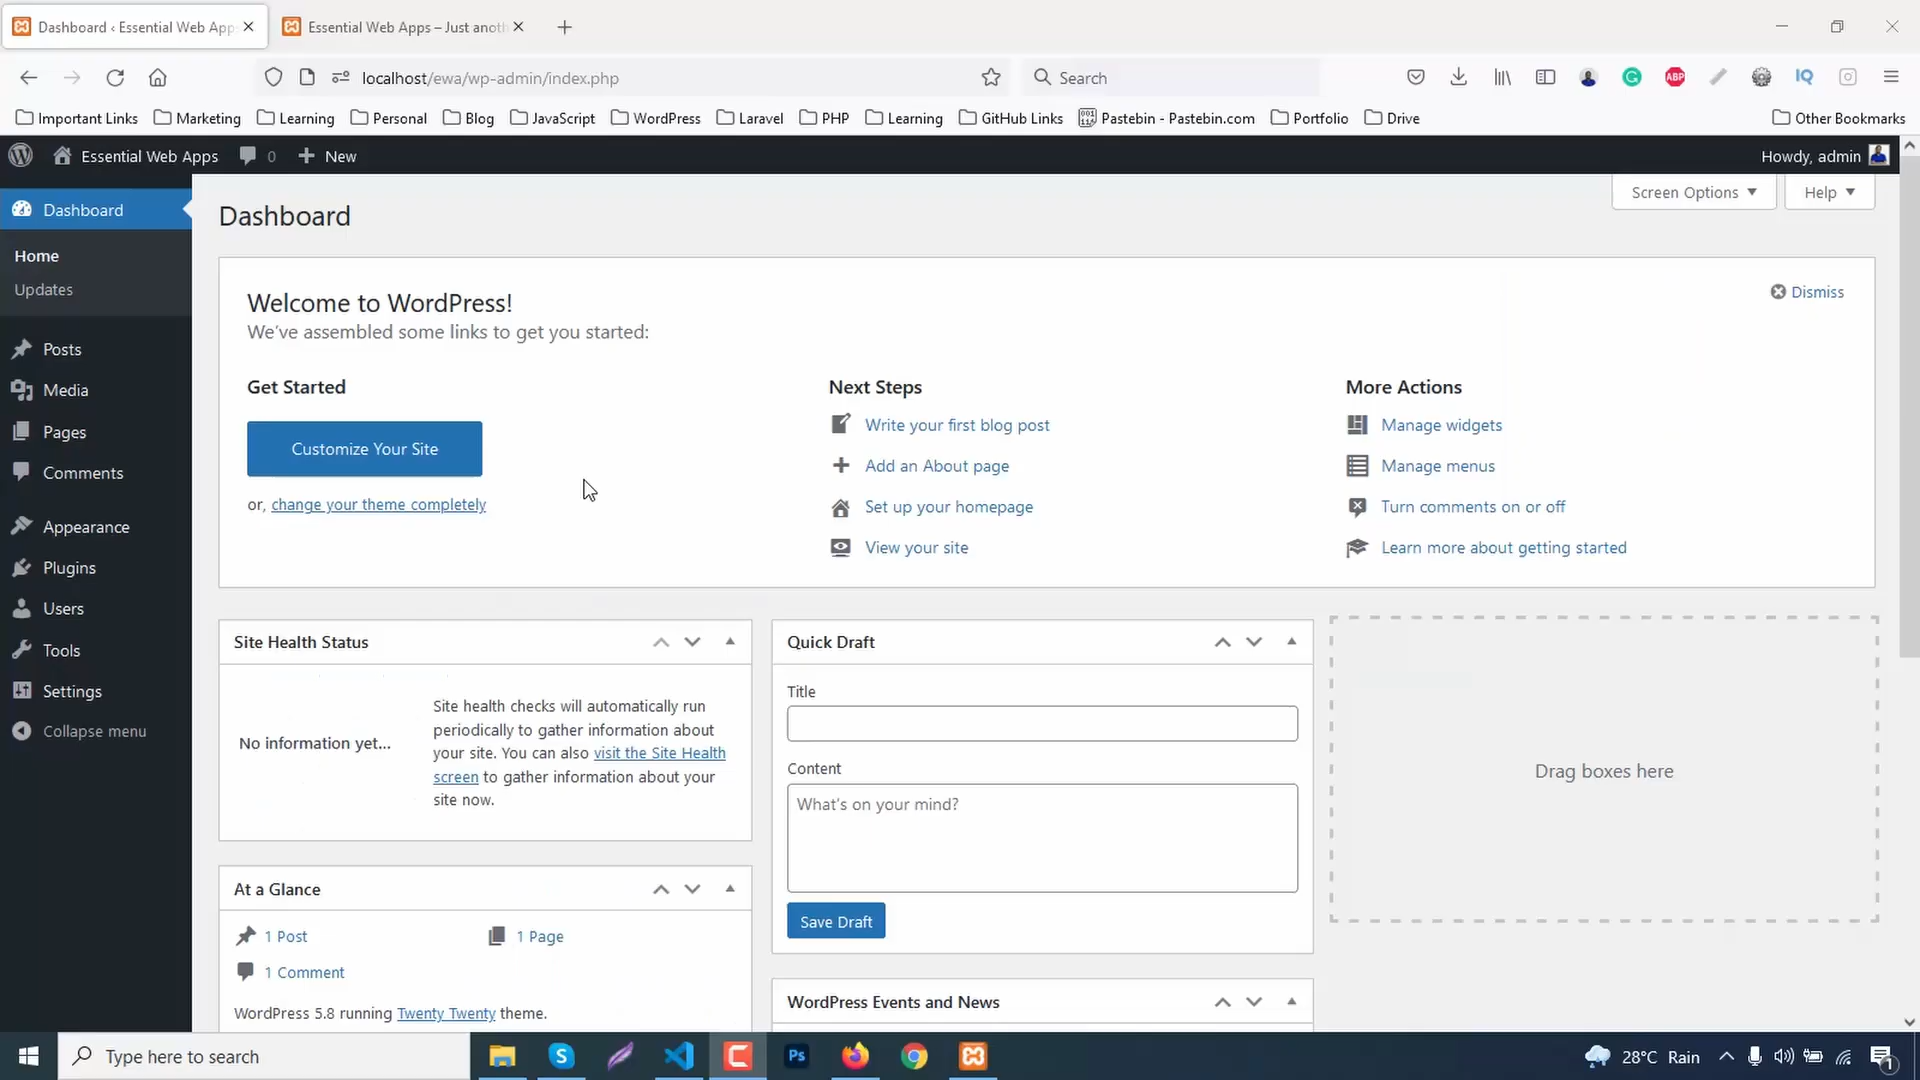 Dashboard ‹ Essential Web App
Essential Web Apps – Just anoth
localhost/ewa/wp-admin/index.php
Search
ABP
IQ
Important Links
Marketing
Learning
Personal
Blog
JavaScript
WordPress
Laravel
PHP
Learning
GitHub Links
Pastebin - Pastebin.com
Portfolio
Drive
Other Bookmarks
Essential Web Apps
0
New
Howdy, admin
Dashboard
Home
Updates
Posts
Media
Pages
Comments
Appearance
Plugins
Users
Tools
Settings
Collapse menu
Screen Options
Help
Dashboard
Welcome to WordPress!
We've assembled some links to get you started:
Dismiss
Get Started
Customize Your Site
or, change your theme completely
Next Steps
Write your first blog post
Add an About page
Set up your homepage
View your site
More Actions
Manage widgets
Manage menus
Turn comments on or off
Learn more about getting started
Site Health Status
No information yet...
Site health checks will automatically run
periodically to gather information about
your site. You can also visit the Site Health
screen to gather information about your
site now.
At a Glance
1 Post
1 Page
1 Comment
WordPress 5.8 running Twenty Twenty theme.
Quick Draft
Title
Content
What's on your mind?
Save Draft
WordPress Events and News
Drag boxes here
Type here to search
Ps
28°C Rain
1